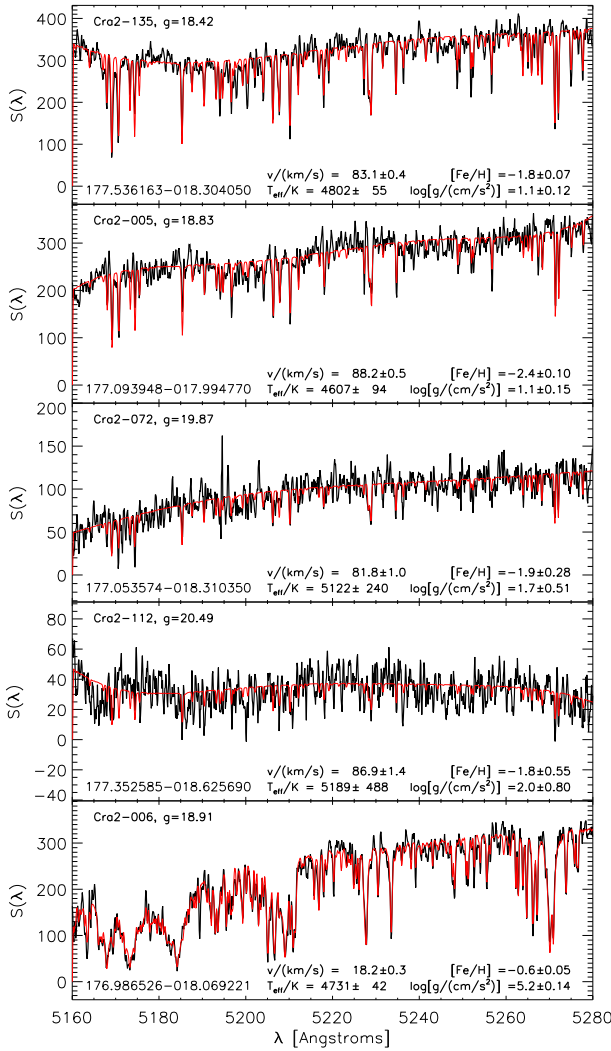 Cra2-135, g=18.42
400
300
200
100
0
S(λ)
v/(km/s) = 83.1±0.4 [Fe/H] =-1.8±0.07
177.536163-018.304050 T_eff/K = 4802± 55 log[g/(cm/s²)] =1.1±0.12
Cra2-005, g=18.83
300
200
100
0
S(λ)
v/(km/s) = 88.2±0.5 [Fe/H] =-2.4±0.10
177.093948-017.994770 T_eff/K = 4607± 94 log[g/(cm/s²)] =1.1±0.15
200
Cra2-072, g=19.87
150
100
50
0
S(λ)
v/(km/s) = 81.8±1.0 [Fe/H] =-1.9±0.28
177.053574-018.310350 T_eff/K = 5122± 240 log[g/(cm/s²)] =1.7±0.51
Cra2-112, g=20.49
80
60
40
20
0
-20
-40
S(λ)
v/(km/s) = 86.9±1.4 [Fe/H] =-1.8±0.55
177.352585-018.625690 T_eff/K = 5189± 488 log[g/(cm/s²)] =2.0±0.80
Cra2-006, g=18.91
300
200
100
0
S(λ)
v/(km/s) = 18.2±0.3 [Fe/H] =-0.6±0.05
176.986526-018.069221 T_eff/K = 4731± 42 log[g/(cm/s²)] =5.2±0.14
5160 5180 5200 5220 5240 5260 5280
λ [Angstroms]